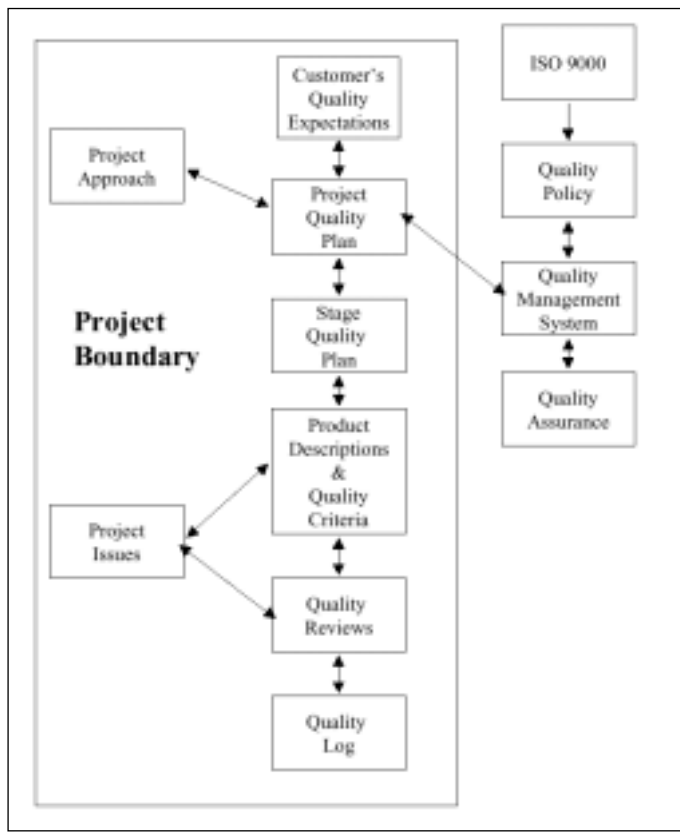 Customer's
Quality
Expectations
ISO 9000
Project
Approach
Quality
Policy
Project
Quality
Plan
Quality
Management
System
Project
Boundary
Stage
Quality
Plan
Quality
Assurance
Product
Descriptions
&
Quality
Criteria
Project
Issues
Quality
Reviews
Quality
Log